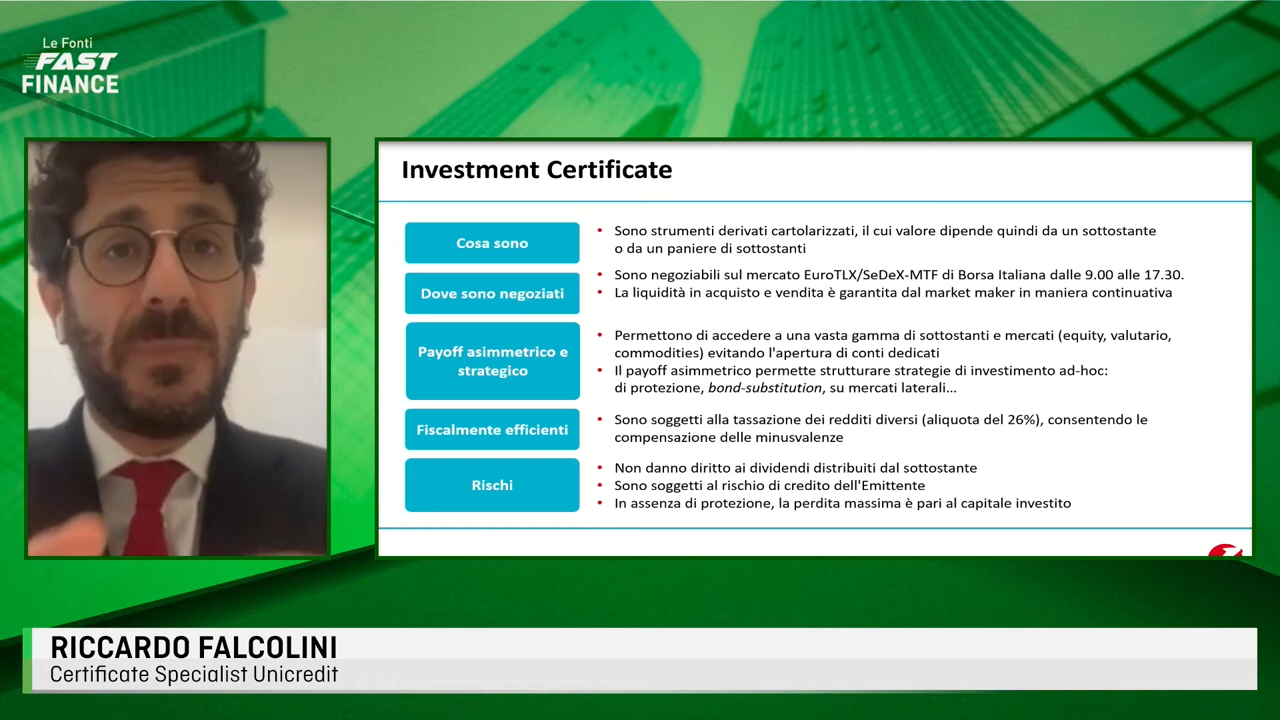 Le Fonti
FAST
FINANCE
Investment Certificate
Cosa sono
• Sono strumenti derivati cartolarizzati, il cui valore dipende quindi da un sottostante
o da un paniere di sottostanti
Dove sono negoziati
• Sono negoziabili sul mercato EuroTLX/SeDeX-MTF di Borsa Italiana dalle 9.00 alle 17.30.
• La liquidità in acquisto e vendita è garantita dal market maker in maniera continuativa
Payoff asimmetrico e
strategico
• Permettono di accedere a una vasta gamma di sottostanti e mercati (equity, valutario,
commodities) evitando l'apertura di conti dedicati
• Il payoff asimmetrico permette strutturare strategie di investimento ad-hoc:
di protezione, bond-substitution, su mercati laterali...
Fiscalmente efficienti
• Sono soggetti alla tassazione dei redditi diversi (aliquota del 26%), consentendo le
compensazione delle minusvalenze
Rischi
• Non danno diritto ai dividendi distribuiti dal sottostante
• Sono soggetti al rischio di credito dell'Emittente
• In assenza di protezione, la perdita massima è pari al capitale investito
RICCARDO FALCOLINI
Certificate Specialist Unicredit